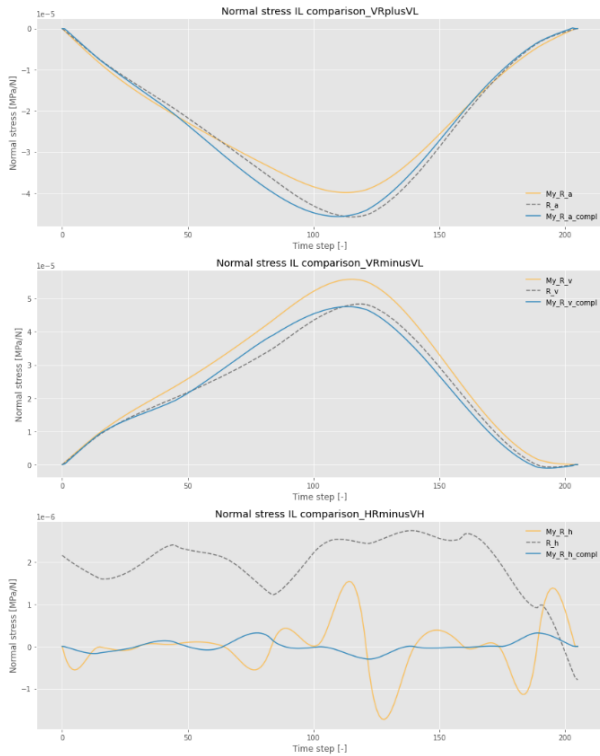 Normal stress IL comparison_VRplusVL
1e−5
0
−1
−2
−3
−4
Normal stress [MPa/N]
My_R_a
R_a
My_R_a_compl
0
50
100
150
200
Time step [-]
Normal stress IL comparison_VRminusVL
1e−5
5
4
3
2
1
0
Normal stress [MPa/N]
My_R_v
R_v
My_R_v_compl
0
50
100
150
200
Time step [-]
Normal stress IL comparison_HRminusVH
1e−6
2
1
0
−1
Normal stress [MPa/N]
My_R_h
R_h
My_R_h_compl
0
50
100
150
200
Time step [-]